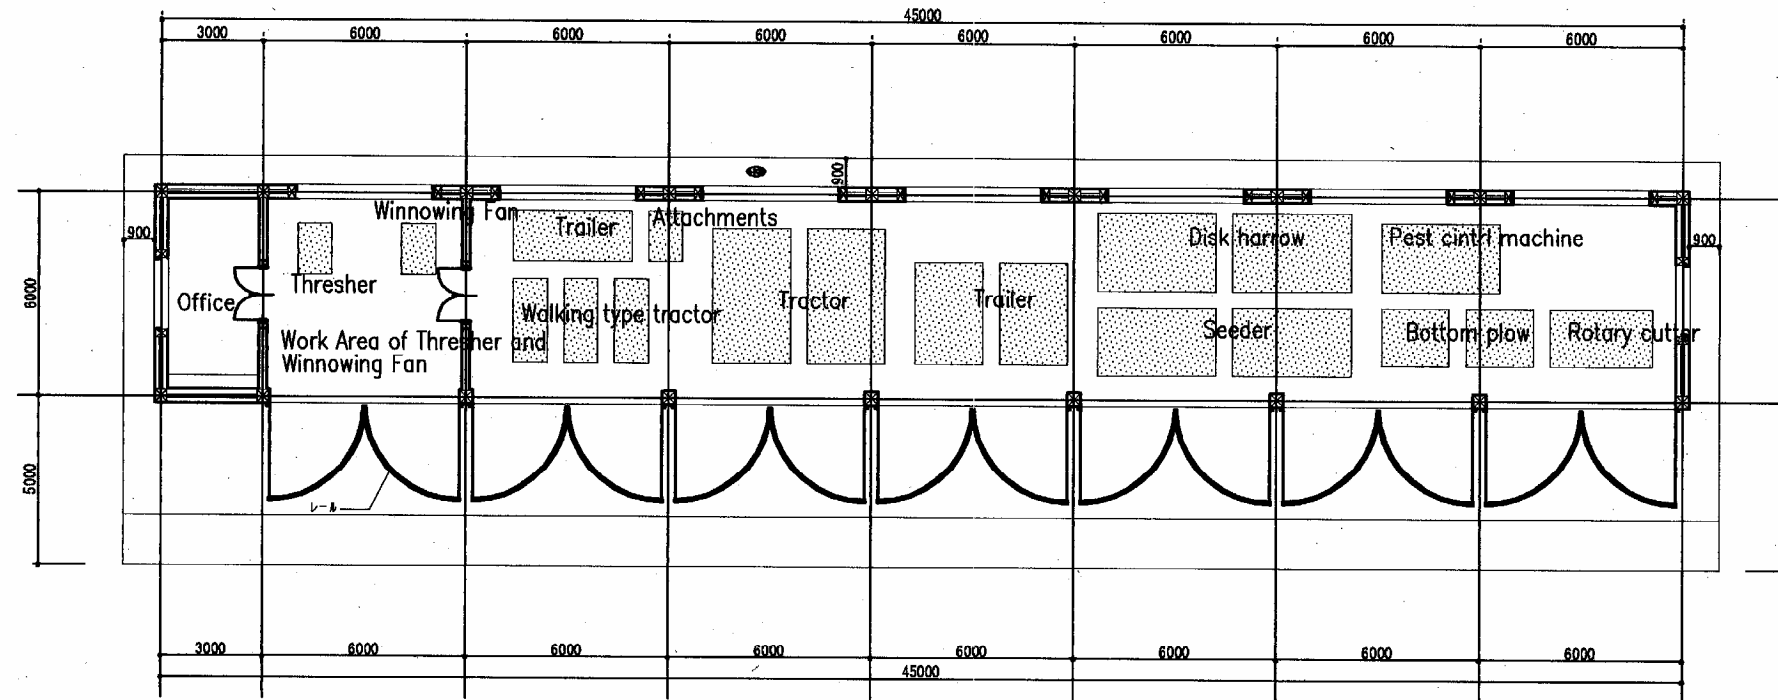 45000
3000 6000 6000 6000 6000 6000 6000 6000
900
Winnowing Fan
Trailer
Attachments
900
Disk harrow
Pest cintrl machine
900
6000
Office
Thresher
Walking type tractor
Tractor
Trailer
Seeder
Bottom plow
Rotary cutter
Work Area of Thresher and
Winnowing Fan
5000
レール
3000 6000 6000 6000 6000 6000 6000 6000
45000